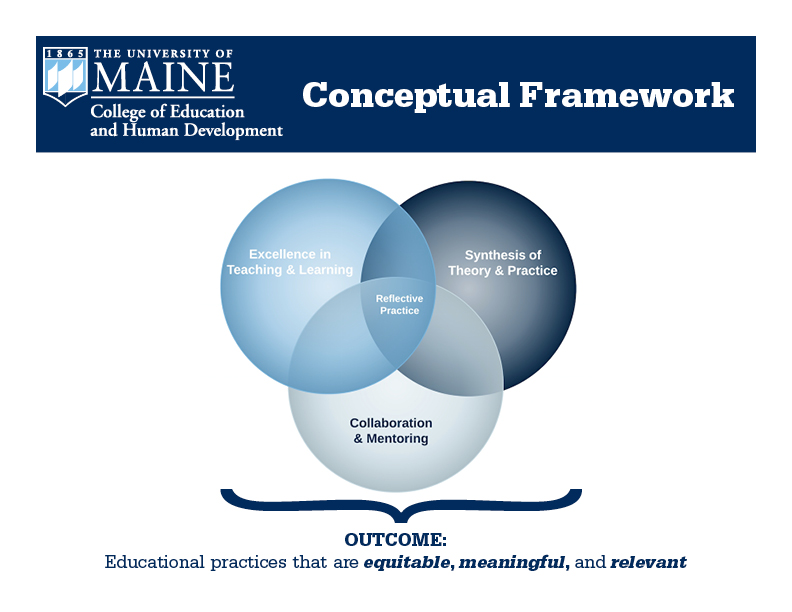 1865
THE UNIVERSITY OF
MAINE
College of Education
and Human Development
Conceptual Framework
Excellence in
Teaching & Learning
Synthesis of
Theory & Practice
Reflective
Practice
Collaboration
& Mentoring
OUTCOME:
Educational practices that are equitable, meaningful, and relevant